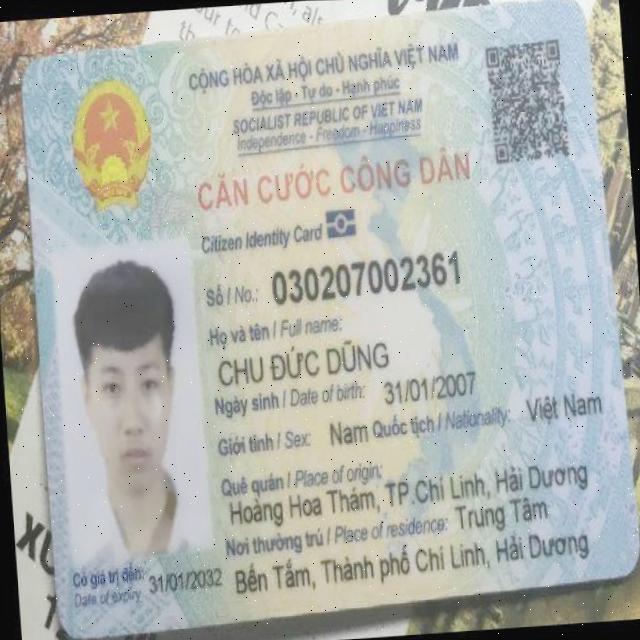 CỘNG HÒA XÃ HỘI CHỦ NGHĨA VIỆT NAM
Độc lập - Tự do - Hạnh phúc
SOCIALIST REPUBLIC OF VIET NAM
Independence - Freedom - Happiness
CĂN CƯỚC CÔNG DÂN
Citizen Identity Card
Số / No.: 030207002361
Họ và tên / Full name:
CHU ĐỨC DŨNG
Ngày sinh / Date of birth: 31/01/2007
Giới tính / Sex: Nam Quốc tịch / Nationality: Việt Nam
Quê quán / Place of origin:
Hoàng Hoa Thám, TP.Chí Linh, Hải Dương
Nơi thường trú / Place of residence: Trung Tâm
Bến Tắm, Thành phố Chí Linh, Hải Dương
Có giá trị đến: 31/01/2032
Date of expiry